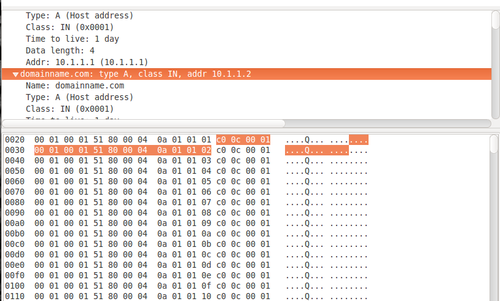 Type: A (Host address)
Class: IN (0x0001)
Time to live: 1 day
Data length: 4
Addr: 10.1.1.1 (10.1.1.1)
domainname.com: type A, class IN, addr 10.1.1.2
Name: domainname.com
Type: A (Host address)
Class: IN (0x0001)
Time to live: 1 day
0020 00 01 00 01 51 80 00 04 0a 01 01 01 c0 0c 00 01 ....Q... ........
0030 00 01 00 01 51 80 00 04 0a 01 01 02 c0 0c 00 01 ....Q... ........
0040 00 01 00 01 51 80 00 04 0a 01 01 03 c0 0c 00 01 ....Q... ........
0050 00 01 00 01 51 80 00 04 0a 01 01 04 c0 0c 00 01 ....Q... ........
0060 00 01 00 01 51 80 00 04 0a 01 01 05 c0 0c 00 01 ....Q... ........
0070 00 01 00 01 51 80 00 04 0a 01 01 06 c0 0c 00 01 ....Q... ........
0080 00 01 00 01 51 80 00 04 0a 01 01 07 c0 0c 00 01 ....Q... ........
0090 00 01 00 01 51 80 00 04 0a 01 01 08 c0 0c 00 01 ....Q... ........
00a0 00 01 00 01 51 80 00 04 0a 01 01 09 c0 0c 00 01 ....Q... ........
00b0 00 01 00 01 51 80 00 04 0a 01 01 0a c0 0c 00 01 ....Q... ........
00c0 00 01 00 01 51 80 00 04 0a 01 01 0b c0 0c 00 01 ....Q... ........
00d0 00 01 00 01 51 80 00 04 0a 01 01 0c c0 0c 00 01 ....Q... ........
00e0 00 01 00 01 51 80 00 04 0a 01 01 0d c0 0c 00 01 ....Q... ........
00f0 00 01 00 01 51 80 00 04 0a 01 01 0e c0 0c 00 01 ....Q... ........
0100 00 01 00 01 51 80 00 04 0a 01 01 0f c0 0c 00 01 ....Q... ........
0110 00 01 00 01 51 80 00 04 0a 01 01 10 c0 0c 00 01 ....Q... ........